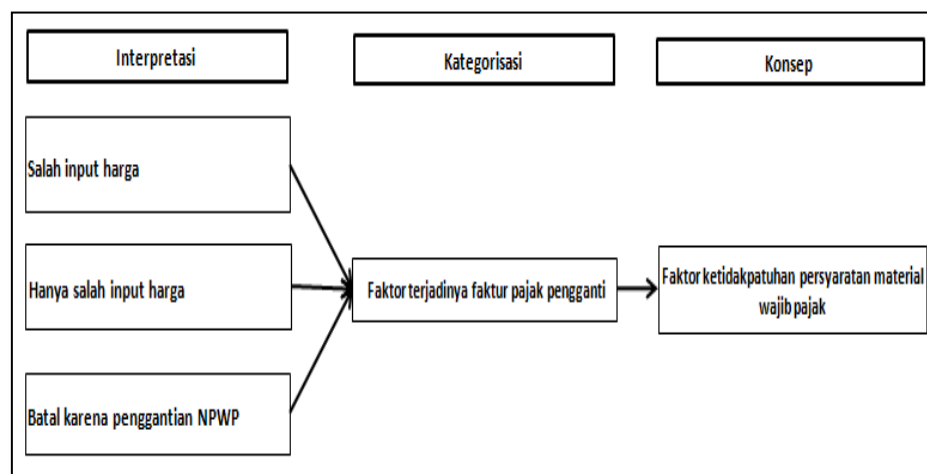 Interpretasi
Kategorisasi
Konsep
Salah input harga
Hanya salah input harga
Batal karena penggantian NPWP
Faktor terjadinya faktur pajak pengganti
Faktor ketidakpatuhan persyaratan material
wajib pajak